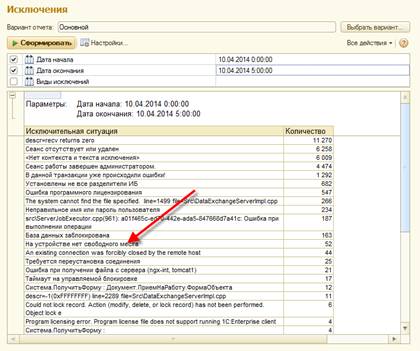 Исключения
Вариант отчета: Основной Выбрать вариант...
Сформировать Настройки... Все действия
Дата начала 10.04.2014 0:00:00
Дата окончания 10.04.2014 5:00:00
Виды исключений
Параметры: Дата начала: 10.04.2014 0:00:00
Дата окончания: 10.04.2014 5:00:00
Исключительная ситуация Количество
descr=recv returns zero 11 270
Сеанс отсутствует или удален 6 258
<Нет контекста и текста исключения> 6 009
Сеанс работы завершен администратором. 4 474
В данной транзакции уже происходили ошибки! 1 292
Установлены не все разделители ИБ 682
Ошибка программного лицензирования 547
The system cannot find the file specified. line=1499 file=Src\DataExchangeServerImpl.cpp 266
Неправильное имя или пароль пользователя 234
src\ServerJobExecutor.cpp(961): Ошибка при 187
выполнении операции
База данных заблокирована 163
На устройстве нет свободного места 52
An existing connection was forcibly closed by the remote host 44
Требуется переустановка соединения 25
Ошибка при получении файла с сервера (ngx-int, tomcat1) 21
Таймаут на управляемой блокировке 17
Система.ПолучитьФорму : Документ.ПриемНаРаботу.ФормаОбъекта 12
descr=-1(0xFFFFFFFF) line=2289 file=Src\DataExchangeServerImpl.cpp 11
Could not lock record. Action (modify, delete, or lock record) has not been performed. 6
Object lock e
Program licensing error. Program license file does not support running 1C:Enterprise client 4
Система.ПолучитьФорму : 4